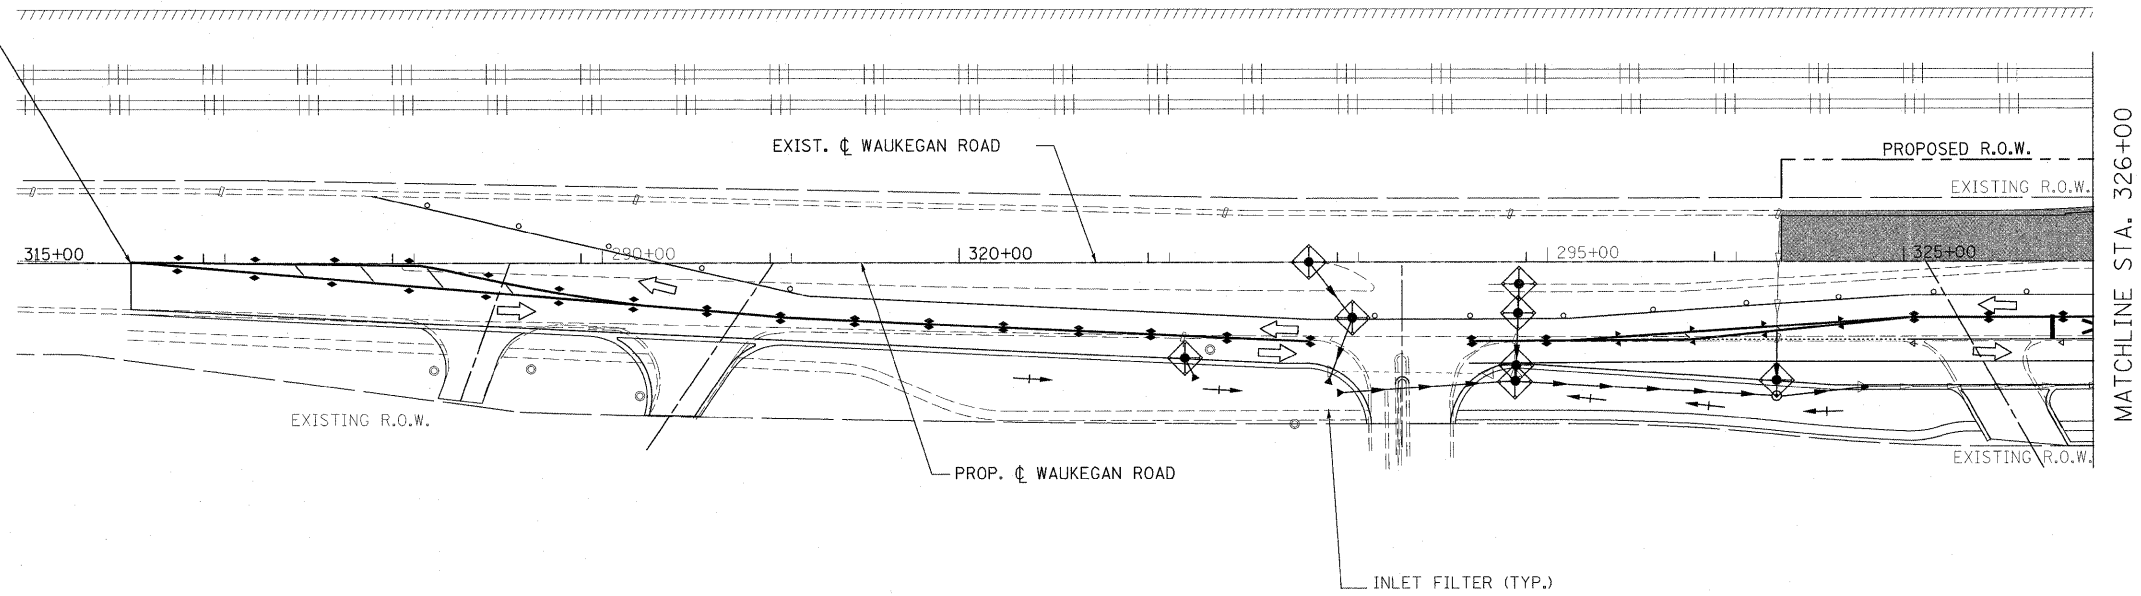 EXIST. ℄ WAUKEGAN ROAD
PROPOSED R.O.W.
EXISTING R.O.W.
315+00
290+00
320+00
295+00
325+00
MATCHLINE STA. 326+00
EXISTING R.O.W.
EXISTING R.O.W.
PROP. ℄ WAUKEGAN ROAD
INLET FILTER (TYP.)